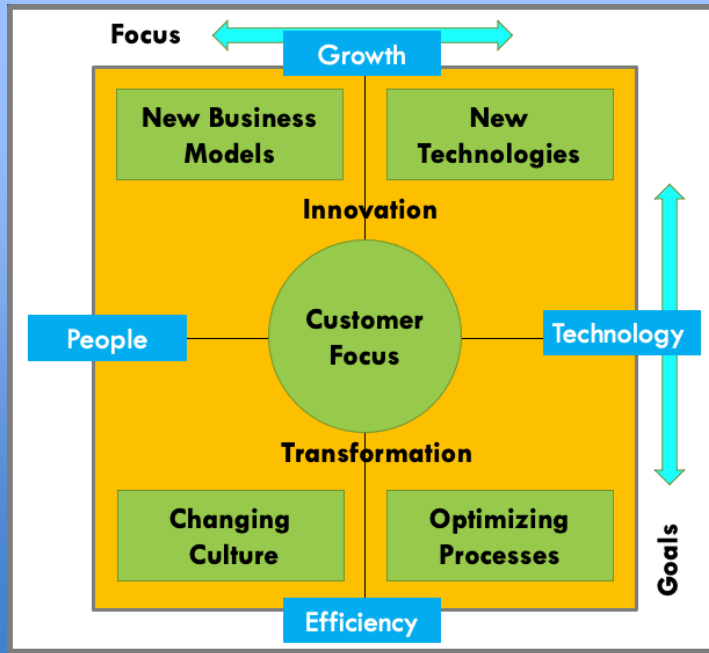 Focus
Growth
New Business
Models
New
Technologies
Innovation
People
Customer
Focus
Technology
Transformation
Changing
Culture
Optimizing
Processes
Goals
Efficiency